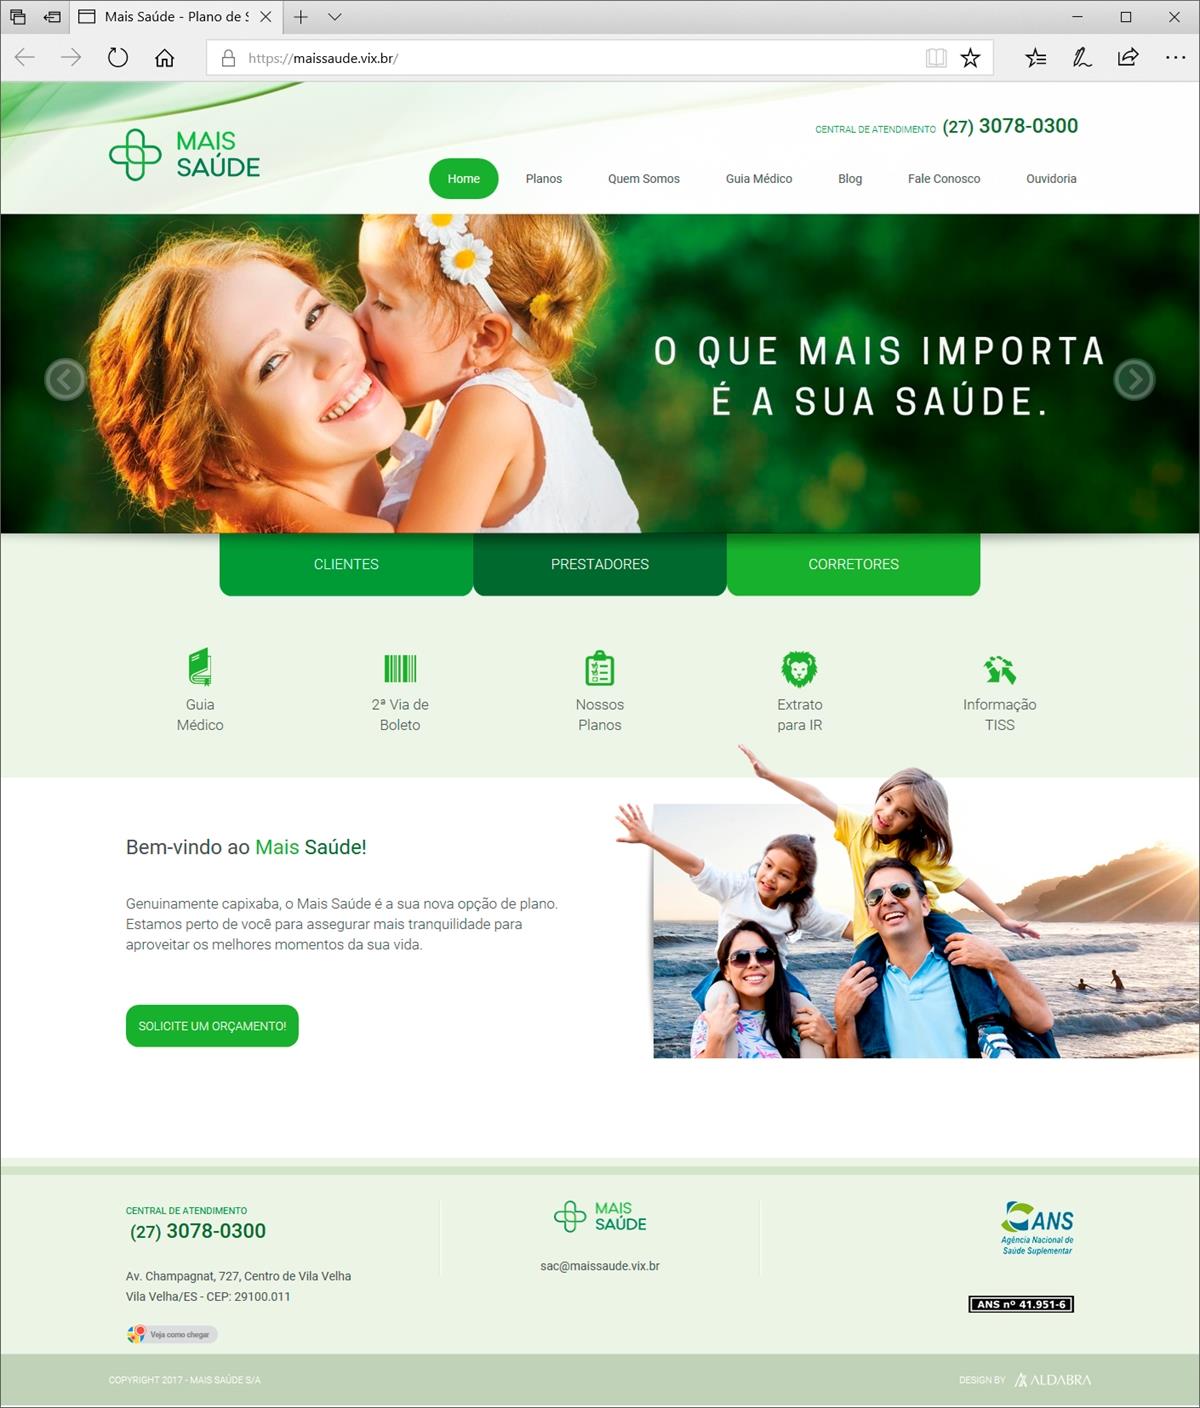 Mais Saúde - Plano de S
https://maissaude.vix.br/
MAIS
SAÚDE
CENTRAL DE ATENDIMENTO (27) 3078-0300
Home Planos Quem Somos Guia Médico Blog Fale Conosco Ouvidoria
O QUE MAIS IMPORTA
É A SUA SAÚDE.
CLIENTES PRESTADORES CORRETORES
Guia
Médico
2ª Via de
Boleto
Nossos
Planos
Extrato
para IR
Informação
TISS
Bem-vindo ao Mais Saúde!
Genuinamente capixaba, o Mais Saúde é a sua nova opção de plano.
Estamos perto de você para assegurar mais tranquilidade para
aproveitar os melhores momentos da sua vida.
SOLICITE UM ORÇAMENTO!
CENTRAL DE ATENDIMENTO
(27) 3078-0300
Av. Champagnat, 727, Centro de Vila Velha
Vila Velha/ES - CEP: 29100.011
Veja como chegar
MAIS
SAÚDE
sac@maissaude.vix.br
ANS
Agência Nacional de
Saúde Suplementar
ANS nº 41.951-6
COPYRIGHT 2017 - MAIS SAÚDE S/A
DESIGN BY ALDABRA